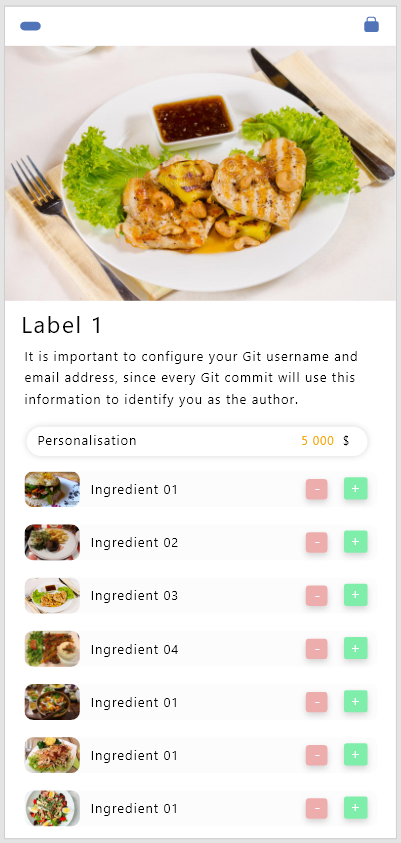 Label 1
It is important to configure your Git username and
email address, since every Git commit will use this
information to identify you as the author.
Personalisation 5 000 $
Ingredient 01 - +
Ingredient 02 - +
Ingredient 03 - +
Ingredient 04 - +
Ingredient 01 - +
Ingredient 01 - +
Ingredient 01 - +